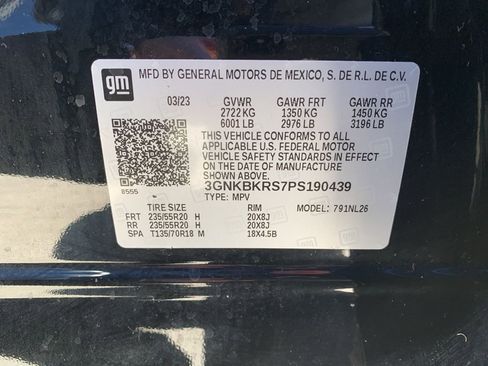 gm
MFD BY GENERAL MOTORS DE MEXICO, S. DE R.L. DE C.V.
03/23 GVWR GAWR FRT GAWR RR
2722 KG 1350 KG 1450 KG
6001 LB 2976 LB 3196 LB
THIS VEHICLE CONFORMS TO ALL
APPLICABLE U.S. FEDERAL MOTOR
VEHICLE SAFETY STANDARDS IN EFFECT
ON THE DATE OF MANUFACTURE
SHOWN ABOVE.
3GNKBKRS7PS190439
8555 TYPE: MPV
TIRE SIZE RIM MODEL: 791NL26
FRT 235/55R20 H 20X8J
RR 235/55R20 H 20X8J
SPA T135/70R18 M 18X4.5B